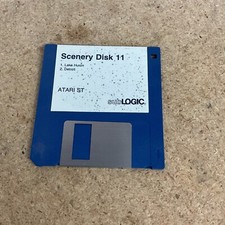 Scenery Disk 11
1. Lake Huron
2. Detroit
ATARI ST
subLOGIC